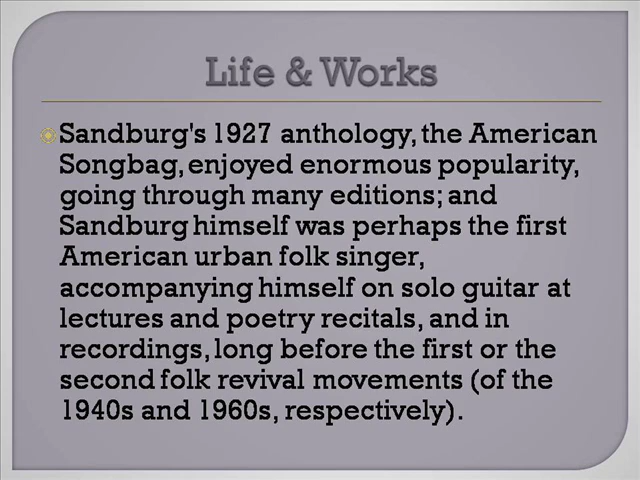 Life & Works
Sandburg's 1927 anthology, the American
Songbag, enjoyed enormous popularity,
going through many editions; and
Sandburg himself was perhaps the first
American urban folk singer,
accompanying himself on solo guitar at
lectures and poetry recitals, and in
recordings, long before the first or the
second folk revival movements (of the
1940s and 1960s, respectively).